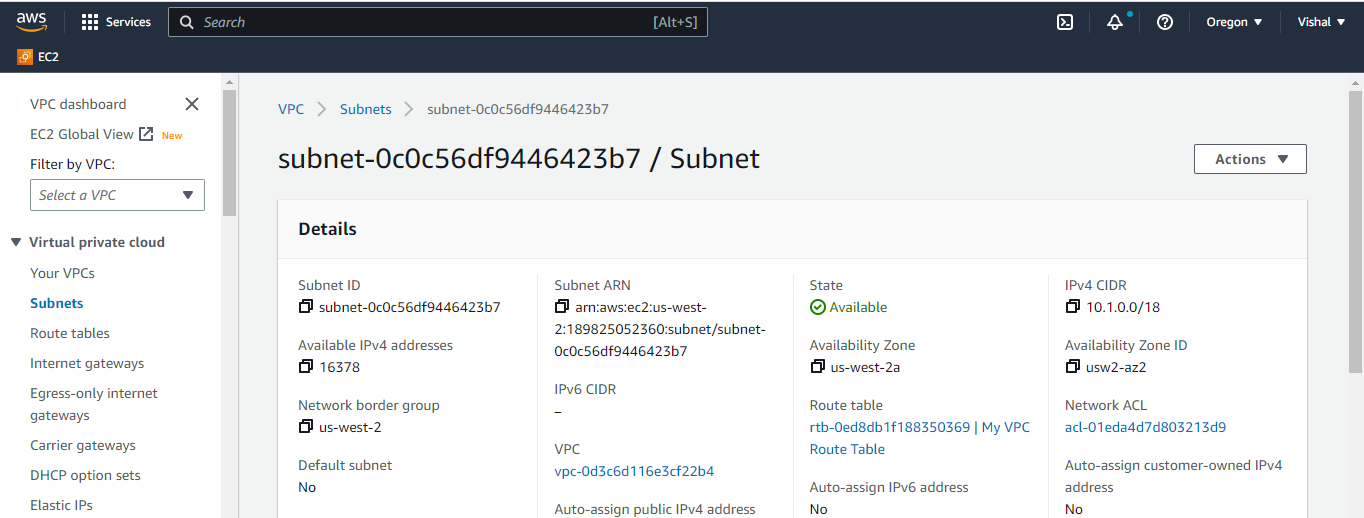 aws
Services
Search
[Alt+S]
Oregon
Vishal
EC2
VPC dashboard
EC2 Global View New
Filter by VPC:
Select a VPC
Virtual private cloud
Your VPCs
Subnets
Route tables
Internet gateways
Egress-only internet
gateways
Carrier gateways
DHCP option sets
Elastic IPs
VPC
Subnets
subnet-0c0c56df9446423b7
subnet-0c0c56df9446423b7 / Subnet
Actions
Details
Subnet ID
subnet-0c0c56df9446423b7
Available IPv4 addresses
16378
Network border group
us-west-2
Default subnet
No
Subnet ARN
arn:aws:ec2:us-west-
2:189825052360:subnet/subnet-
0c0c56df9446423b7
IPv6 CIDR
–
VPC
vpc-0d3c6d116e3cf22b4
Auto-assign public IPv4 address
State
Available
Availability Zone
us-west-2a
Route table
rtb-0ed8db1f188350369 | My VPC
Route Table
Auto-assign IPv6 address
No
IPv4 CIDR
10.1.0.0/18
Availability Zone ID
usw2-az2
Network ACL
acl-01eda4d7d803213d9
Auto-assign customer-owned IPv4
address
No